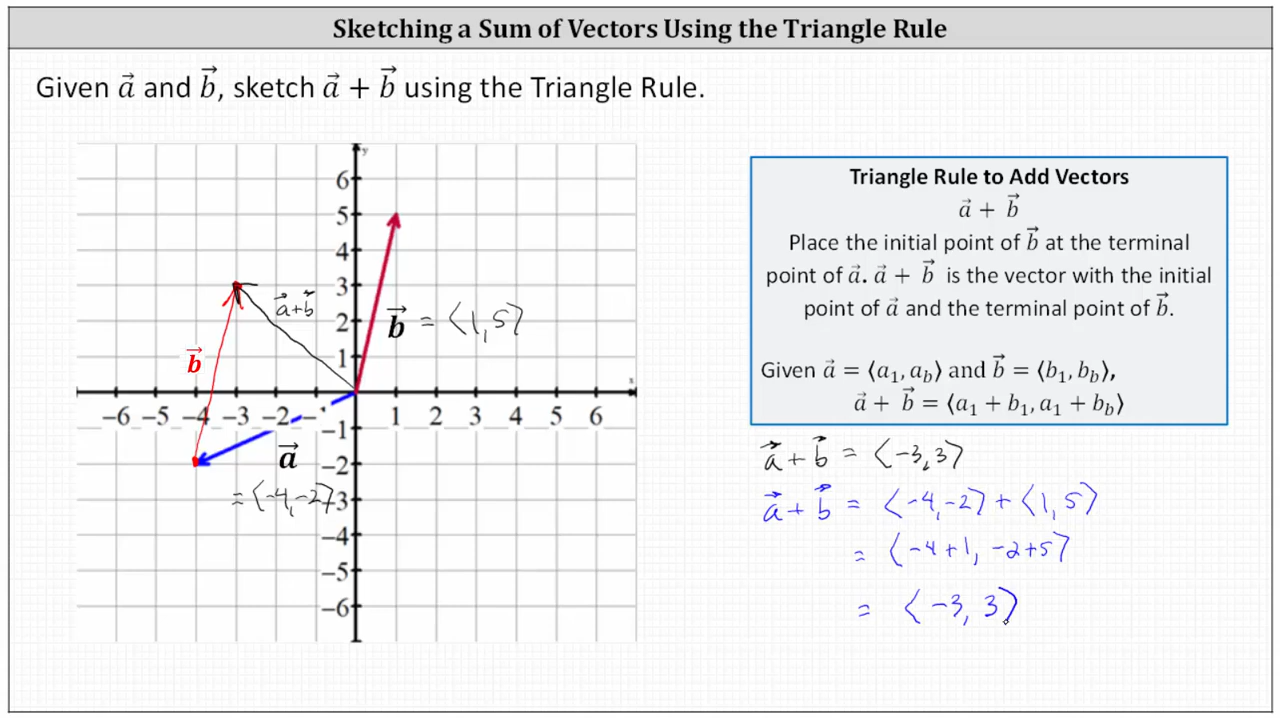 Sketching a Sum of Vectors Using the Triangle Rule
Given a⃗ and b⃗, sketch a⃗ + b⃗ using the Triangle Rule.
y
6
5
4
3
2
1
x
−6 −5 −4 −3 −2 −1 1 2 3 4 5 6
−1
−2
−3
−4
−5
−6
a⃗+b⃗
b⃗ = ⟨1,5⟩
b⃗
a⃗
= ⟨-4,-2⟩
Triangle Rule to Add Vectors
a⃗ + b⃗
Place the initial point of b⃗ at the terminal
point of a⃗. a⃗ + b⃗ is the vector with the initial
point of a⃗ and the terminal point of b⃗.
Given a⃗ = ⟨a₁, a_b⟩ and b⃗ = ⟨b₁, b_b⟩,
a⃗ + b⃗ = ⟨a₁ + b₁, a₁ + b_b⟩
a⃗ + b⃗ = ⟨-3,3⟩
a⃗ + b⃗ = ⟨-4,-2⟩ + ⟨1,5⟩
= ⟨-4+1, -2+5⟩
= ⟨-3, 3⟩